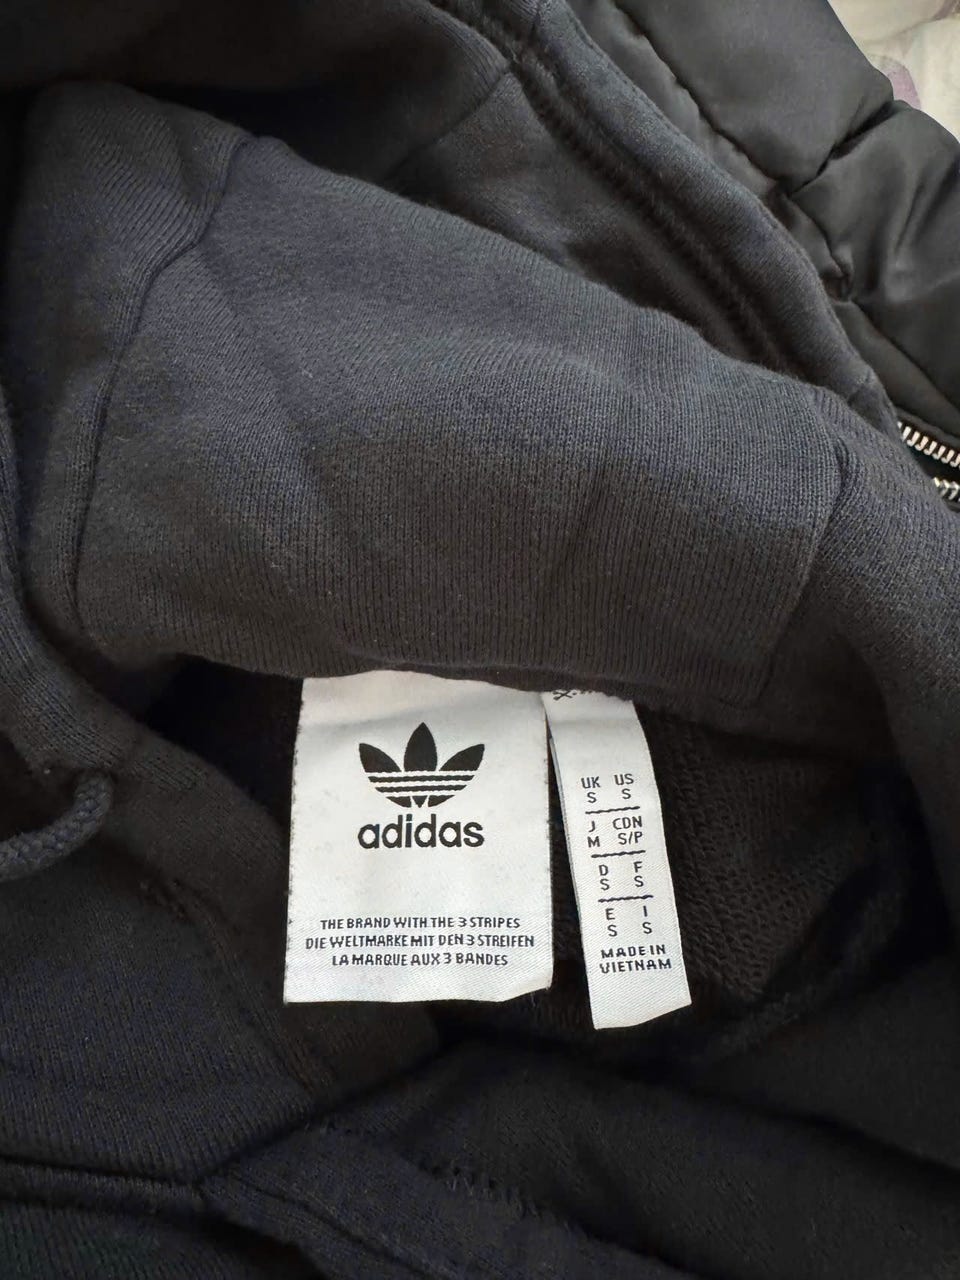 adidas
THE BRAND WITH THE 3 STRIPES
DIE WELTMARKE MIT DEN 3 STREIFEN
LA MARQUE AUX 3 BANDES
UK US
S S
J CDN
M S/P
D F
S S
E I
S S
MADE IN
VIETNAM